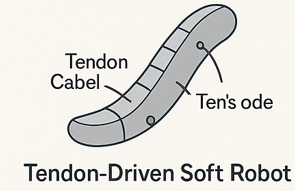 Tendon
Cabel
Ten's ode
Tendon-Driven Soft Robot